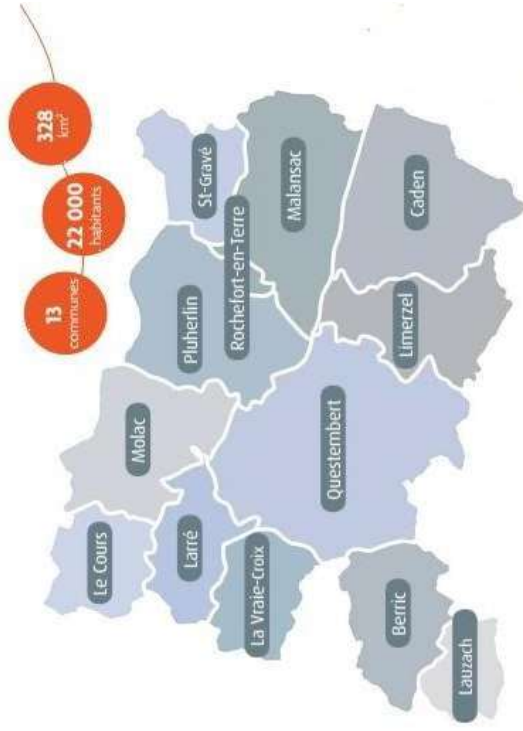 13
communes
22 000
habitants
328
km²
Le Cours
Molac
Pluherlin
St-Gravé
Larré
Rochefort-en-Terre
Malansac
La Vraie-Croix
Questembert
Limerzel
Caden
Berric
Lauzach